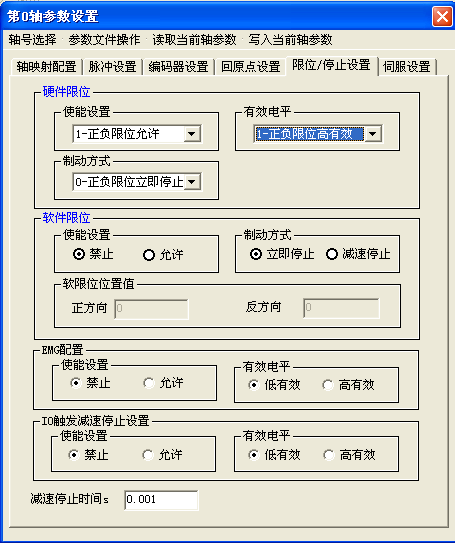 第0轴参数设置
轴号选择 参数文件操作 读取当前轴参数 写入当前轴参数
轴映射配置 脉冲设置 编码器设置 回原点设置 限位/停止设置 伺服设置
硬件限位
使能设置 有效电平
1-正负限位允许 1-正负限位高有效
制动方式
0-正负限位立即停止
软件限位
使能设置 制动方式
禁止 允许 立即停止 减速停止
软限位位置值
正方向 0 反方向 0
EMG配置
使能设置 有效电平
禁止 允许 低有效 高有效
IO触发减速停止设置
使能设置 有效电平
禁止 允许 低有效 高有效
减速停止时间s 0.001